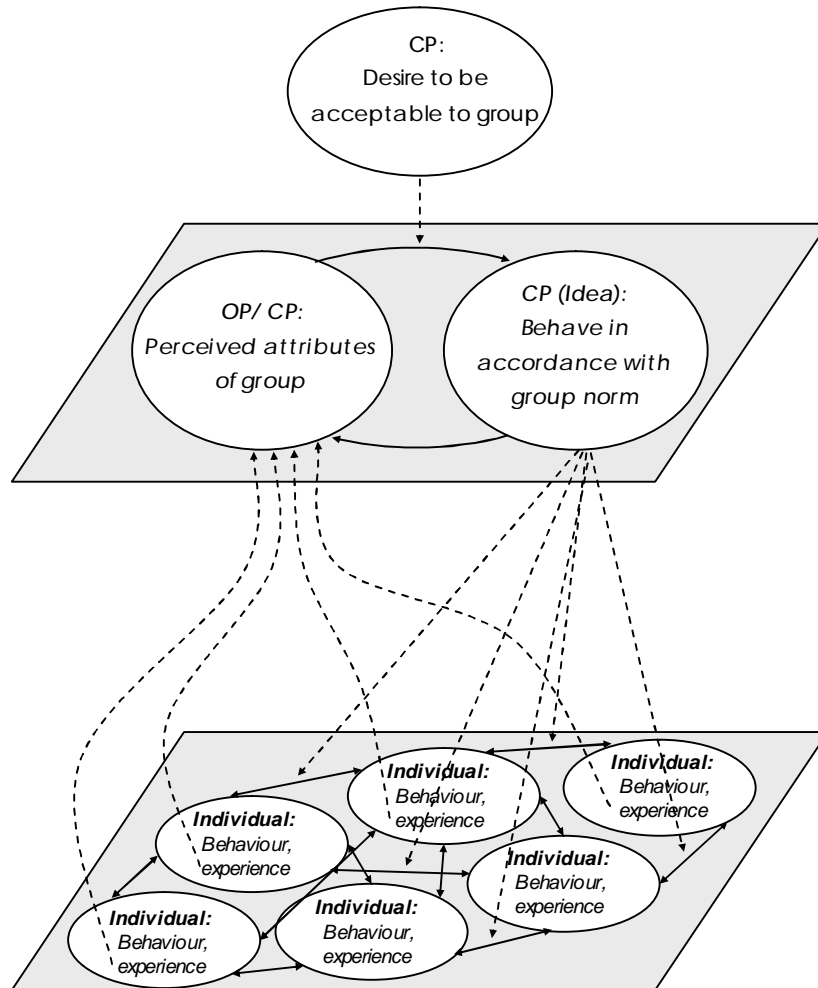 CP:
Desire to be
acceptable to group
OP/ CP:
Perceived attributes
of group
CP (Idea):
Behave in
accordance with
group norm
Individual:
Behaviour,
experience
Individual:
Behaviour,
experience
Individual:
Behaviour,
experience
Individual:
Behaviour,
experience
Individual:
Behaviour,
experience
Individual:
Behaviour,
experience